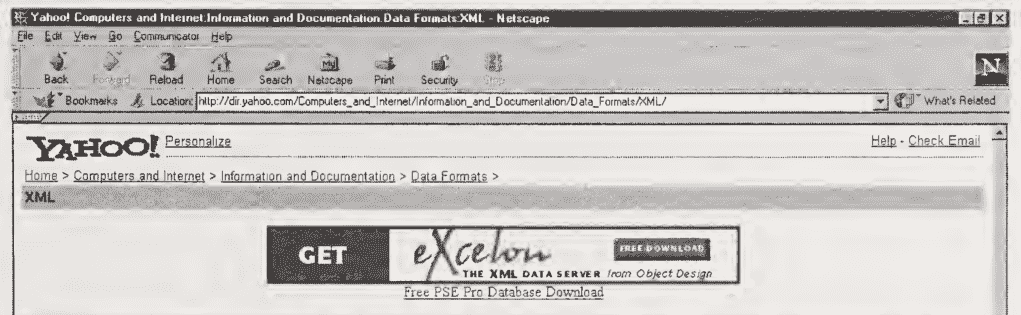 Yahoo! Computers and Internet:Information and Documentation:Data Formats:XML - Netscape
File Edit View Go Communicator Help
Back Forward Reload Home Search Netscape Print Security Stop
Bookmarks Location: http://dir.yahoo.com/Computers_and_Internet/Information_and_Documentation/Data_Formats/XML/ What's Related
YAHOO! Personalize Help - Check Email
Home > Computers and Internet > Information and Documentation > Data Formats >
XML
GET eXcelon FREE DOWNLOAD
THE XML DATA SERVER from Object Design
Free PSE Pro Database Download